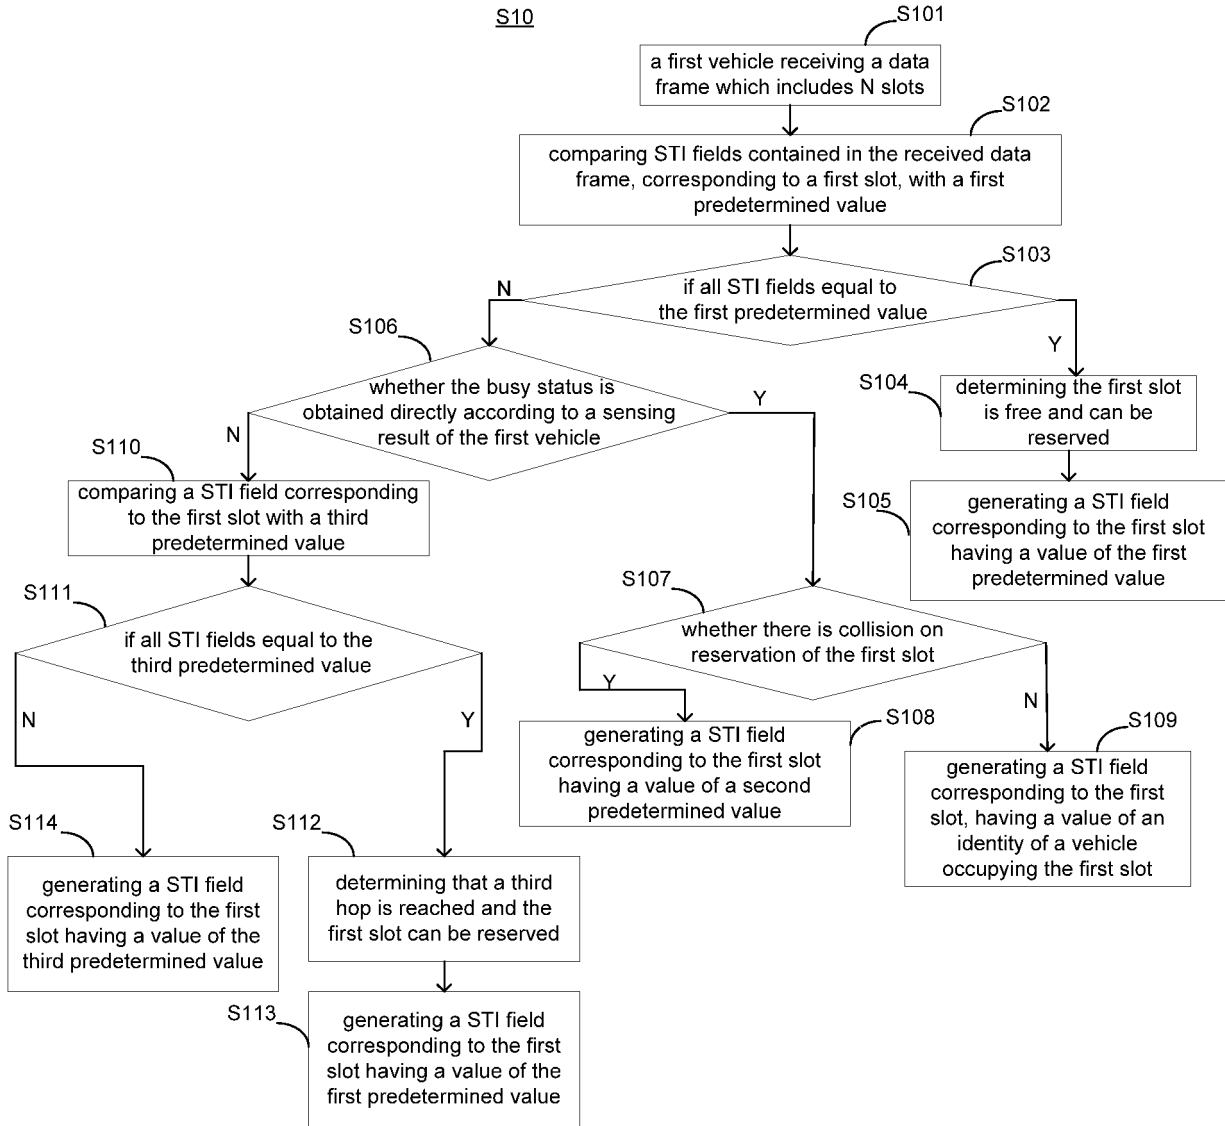 S10
S101
a first vehicle receiving a data
frame which includes N slots
S102
comparing STI fields contained in the received data
frame, corresponding to a first slot, with a first
predetermined value
S103
if all STI fields equal to
the first predetermined value
N
Y
S106
whether the busy status is
obtained directly according to a sensing
result of the first vehicle
N
Y
S104
determining the first slot
is free and can be
reserved
S105
generating a STI field
corresponding to the first slot
having a value of the first
predetermined value
S110
comparing a STI field corresponding
to the first slot with a third
predetermined value
S107
whether there is collision on
reservation of the first slot
Y
N
S111
if all STI fields equal to the
third predetermined value
N
Y
S108
generating a STI field
corresponding to the first slot
having a value of a second
predetermined value
S109
generating a STI field
corresponding to the first
slot, having a value of an
identity of a vehicle
occupying the first slot
S114
generating a STI field
corresponding to the first
slot having a value of the
third predetermined value
S112
determining that a third
hop is reached and the
first slot can be reserved
S113
generating a STI field
corresponding to the first
slot having a value of the
first predetermined value